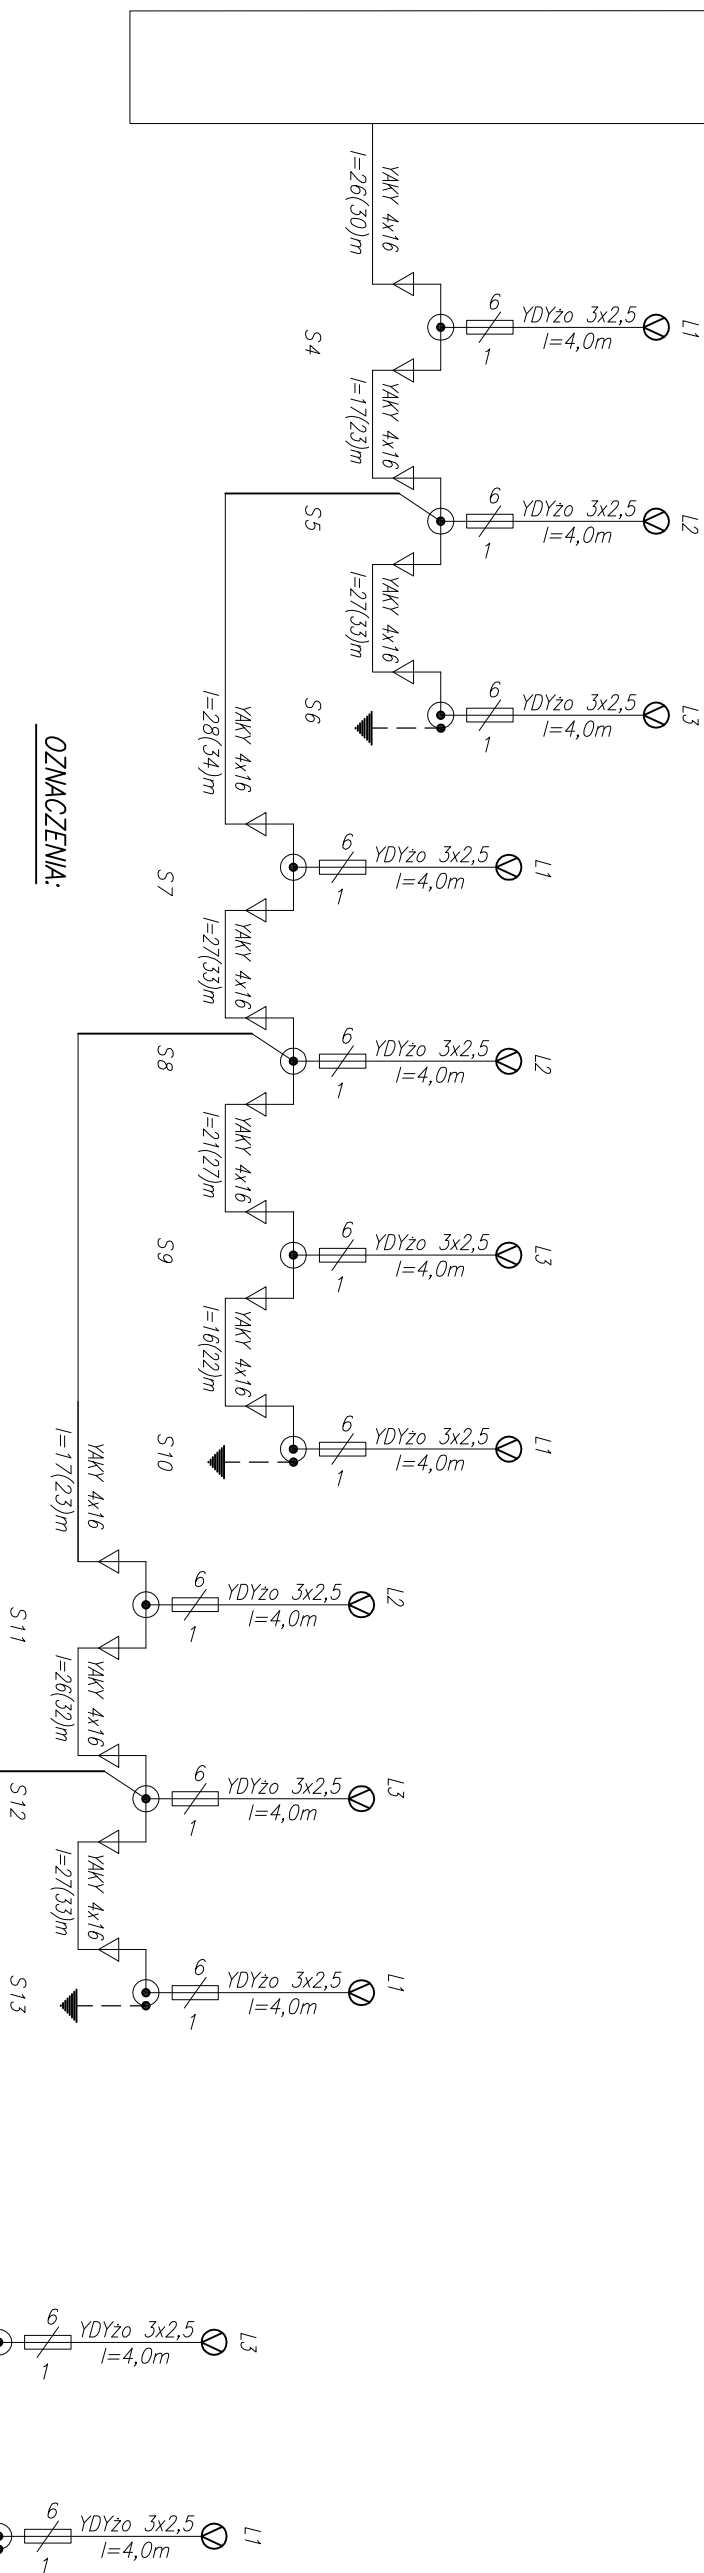 YAKY 4x16
l=26(30)m
6
YDYżo 3x2,5
1
l=4,0m
L1
S4
YAKY 4x16
l=17(23)m
6
YDYżo 3x2,5
1
l=4,0m
L2
S5
YAKY 4x16
l=27(33)m
6
YDYżo 3x2,5
1
l=4,0m
L3
S6
YAKY 4x16
l=28(34)m
OZNACZENIA:
6
YDYżo 3x2,5
1
l=4,0m
L1
S7
YAKY 4x16
l=27(33)m
6
YDYżo 3x2,5
1
l=4,0m
L2
S8
YAKY 4x16
l=21(27)m
6
YDYżo 3x2,5
1
l=4,0m
L3
S9
YAKY 4x16
l=16(22)m
6
YDYżo 3x2,5
1
l=4,0m
L1
S10
YAKY 4x16
l=17(23)m
6
YDYżo 3x2,5
1
l=4,0m
L2
S11
YAKY 4x16
l=26(32)m
6
YDYżo 3x2,5
1
l=4,0m
L3
S12
YAKY 4x16
l=27(33)m
6
YDYżo 3x2,5
1
l=4,0m
L1
S13
6
YDYżo 3x2,5
1
l=4,0m
L3
6
YDYżo 3x2,5
1
l=4,0m
L1